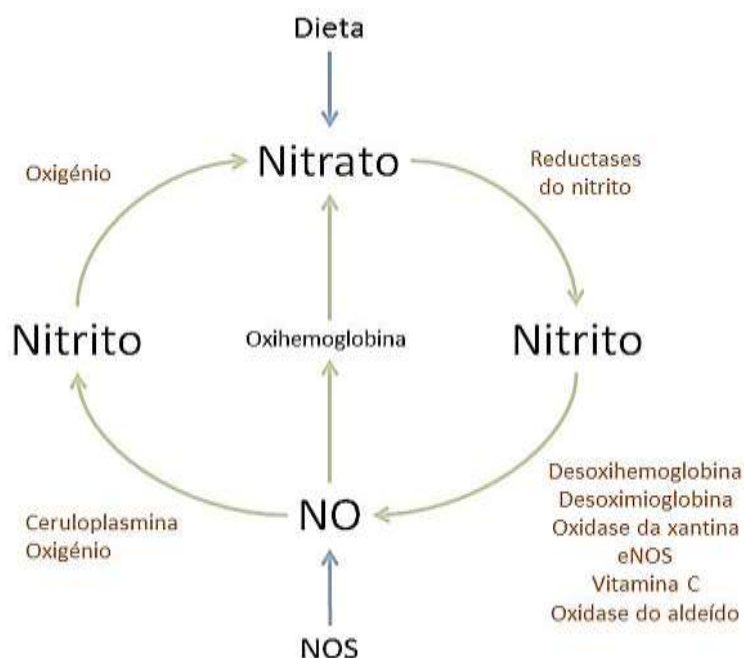 Dieta
Oxigénio
Nitrato
Reductases
do nitrito
Nitrito
Oxihemoglobina
Nitrito
Ceruloplasmina
Oxigénio
NO
Desoxihemoglobina
Desoximioglobina
Oxidase da xantina
eNOS
Vitamina C
Oxidase do aldeído
NOS